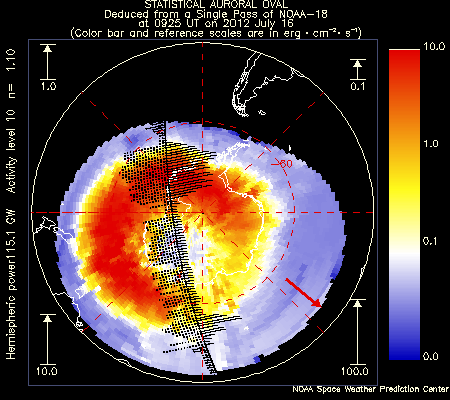 STATISTICAL AURORAL OVAL
Deduced from a Single Pass of NOAA-18
at 0925 UT on 2012 July 16
(Color bar and reference scales are in erg·cm⁻²·s⁻¹)
Hemispheric power115.1 GW Activity level 10 n= 1.10
1.0
0.1
10.0
100.0
-60
10.0
1.0
0.1
0.0
NOAA Space Weather Prediction Center